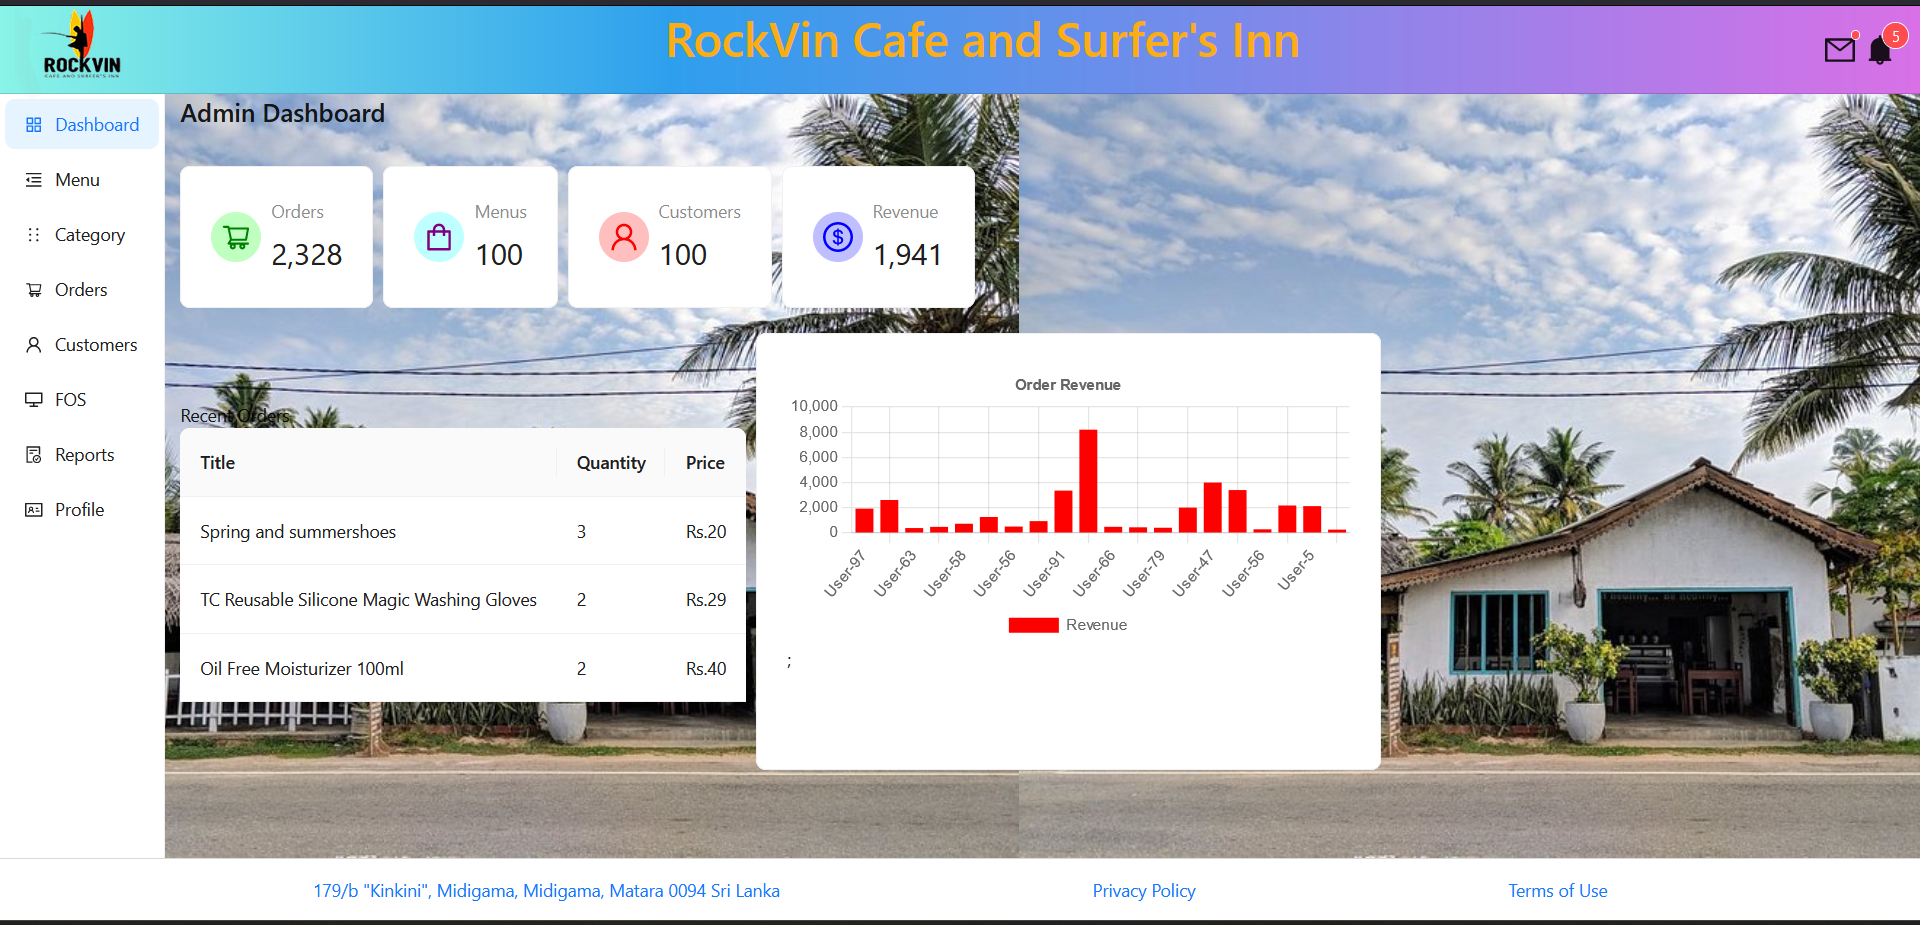 RockVin Cafe and Surfer's Inn
ROCKVIN
CAFE AND SURFER'S INN
5
Dashboard
Menu
Category
Orders
Customers
FOS
Reports
Profile
Admin Dashboard
Orders
2,328
Menus
100
Customers
100
Revenue
$
1,941
Recent Orders
Title Quantity Price
Spring and summershoes 3 Rs.20
TC Reusable Silicone Magic Washing Gloves 2 Rs.29
Oil Free Moisturizer 100ml 2 Rs.40
Order Revenue
10,000
8,000
6,000
4,000
2,000
0
User-97 User-63 User-58 User-56 User-91 User-66 User-79 User-47 User-56 User-5
Revenue
;
179/b "Kinkini", Midigama, Midigama, Matara 0094 Sri Lanka Privacy Policy Terms of Use